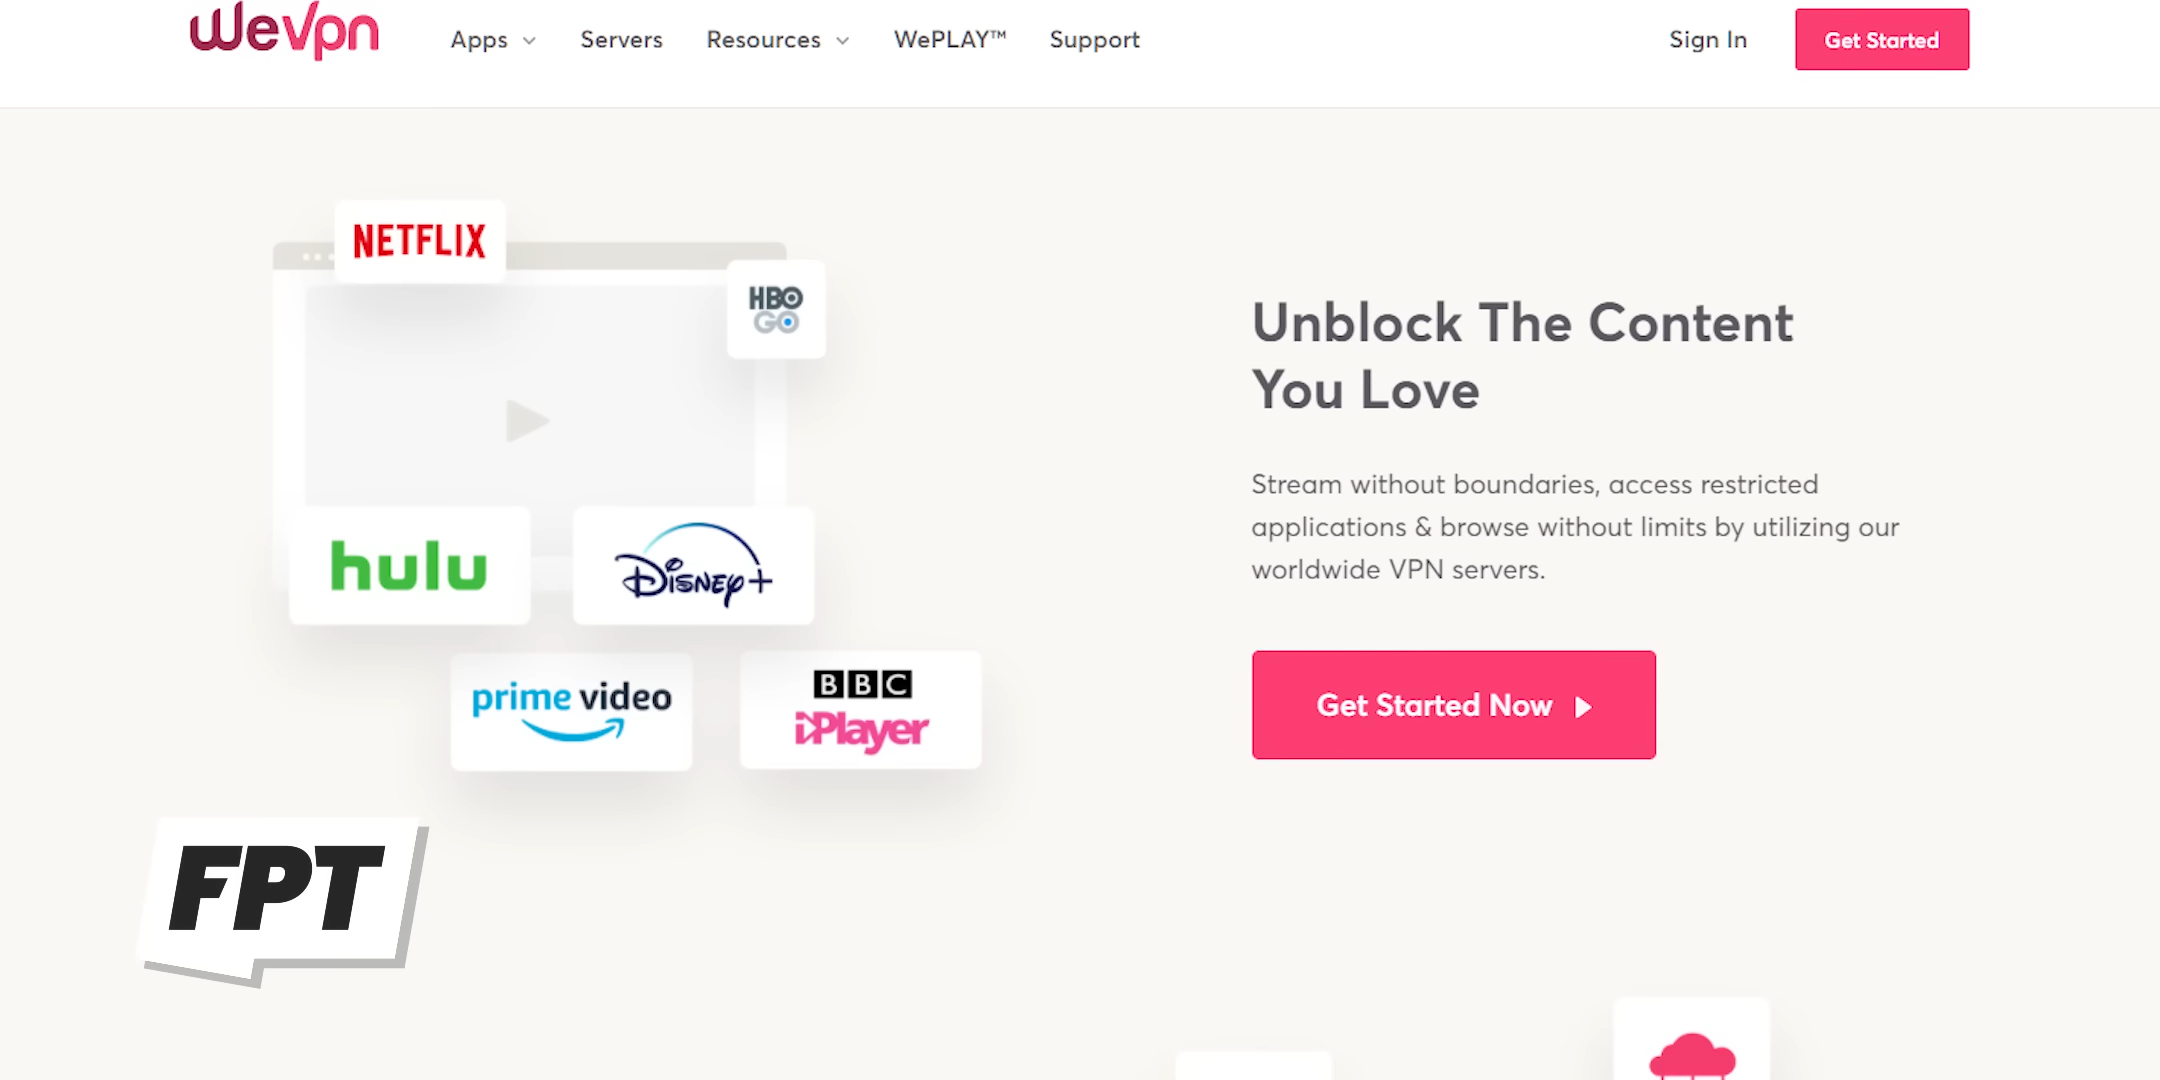 wevpn
Apps
Servers
Resources
WePLAY™
Support
Sign In
Get Started
NETFLIX
HBO
GO
hulu
Disney+
prime video
BBC
iPlayer
Unblock The Content
You Love
Stream without boundaries, access restricted
applications & browse without limits by utilizing our
worldwide VPN servers.
Get Started Now
FPT